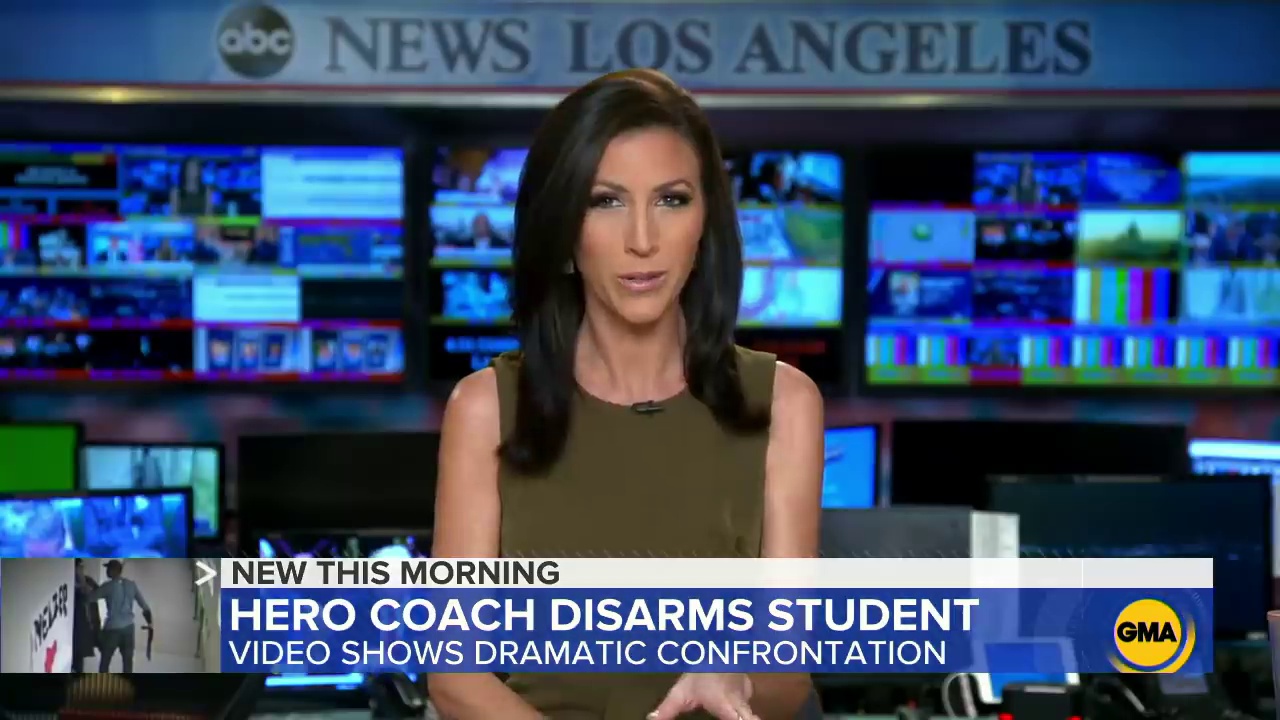 abc NEWS LOS ANGELES
NEW THIS MORNING
HERO COACH DISARMS STUDENT
VIDEO SHOWS DRAMATIC CONFRONTATION
GMA